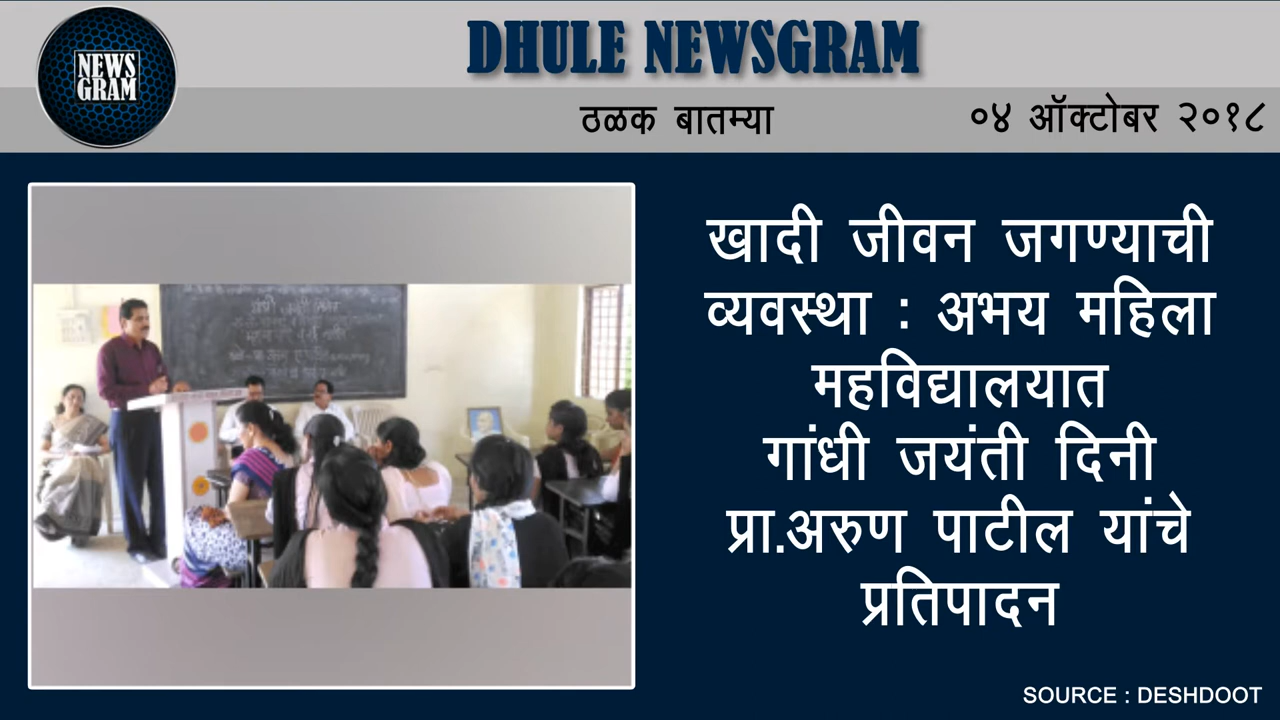 NEWS
GRAM
DHULE NEWSGRAM
ठळक बातम्या
०४ ऑक्टोबर २०१८
खादी जीवन जगण्याची
व्यवस्था : अभय महिला
महविद्यालयात
गांधी जयंती दिनी
प्रा.अरुण पाटील यांचे
प्रतिपादन
SOURCE : DESHDOOT